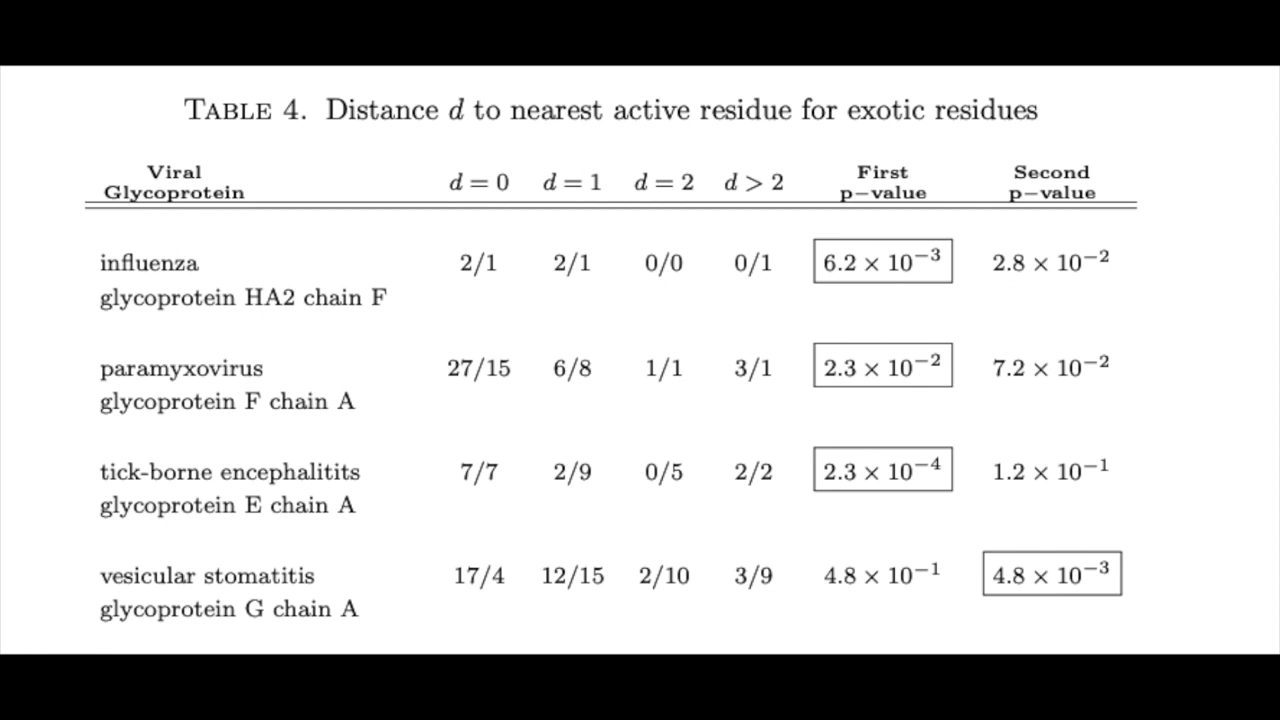 TABLE 4. Distance d to nearest active residue for exotic residues
Viral Glycoprotein d = 0 d = 1 d = 2 d > 2 First p−value Second p−value
influenza 2/1 2/1 0/0 0/1 6.2 × 10⁻³ 2.8 × 10⁻²
glycoprotein HA2 chain F
paramyxovirus 27/15 6/8 1/1 3/1 2.3 × 10⁻² 7.2 × 10⁻²
glycoprotein F chain A
tick-borne encephalitits 7/7 2/9 0/5 2/2 2.3 × 10⁻⁴ 1.2 × 10⁻¹
glycoprotein E chain A
vesicular stomatitis 17/4 12/15 2/10 3/9 4.8 × 10⁻¹ 4.8 × 10⁻³
glycoprotein G chain A